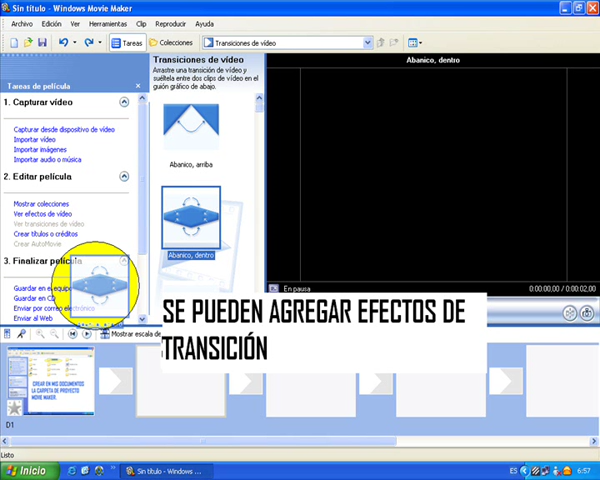 Sin título - Windows Movie Maker
Archivo Edición Ver Herramientas Clip Reproducir Ayuda
Tareas Colecciones Transiciones de vídeo
Tareas de película
1. Capturar vídeo
Capturar desde dispositivo de vídeo
Importar vídeo
Importar imágenes
Importar audio o música
2. Editar película
Mostrar colecciones
Ver efectos de vídeo
Ver transiciones de vídeo
Crear títulos o créditos
Crear AutoMovie
3. Finalizar película
Guardar en el equipo
Guardar en CD
Enviar por correo electrónico
Enviar al Web
Transiciones de vídeo
Arrastre una transición de vídeo y
suéltela entre dos clips de vídeo en el
guión gráfico de abajo.
Abanico, arriba
Abanico, dentro
Abanico, dentro
En pausa 0:00:00,00 / 0:00:02,00
SE PUEDEN AGREGAR EFECTOS DE
TRANSICIÓN
Mostrar escala de
CREAR EN MIS DOCUMENTOS
LA CARPETA DE PROYECTO
MOVIE MAKER.
D1
Listo
Inicio Sin título - Windows ... ES 6:57